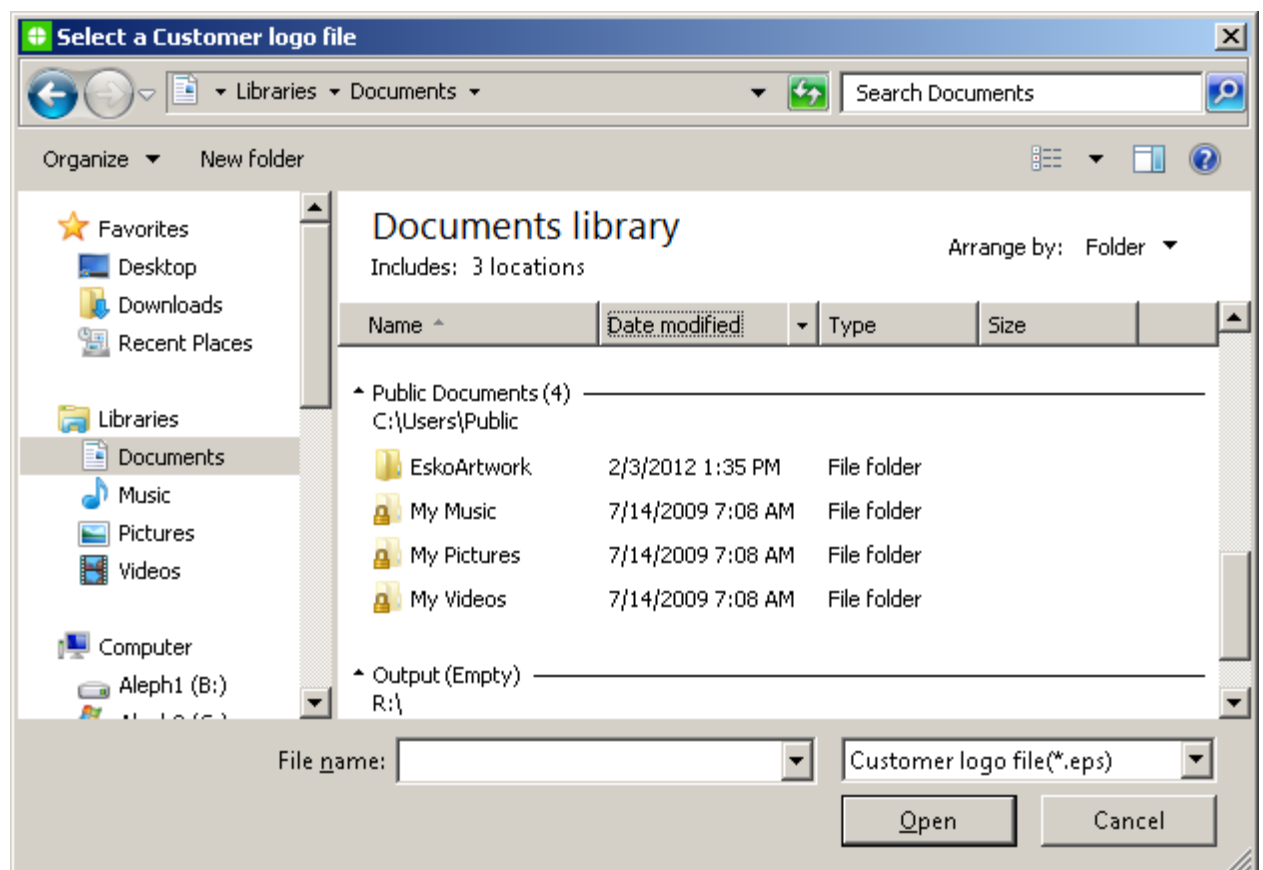 Select a Customer logo file
Libraries Documents
Search Documents
Organize New folder
Favorites
Desktop
Downloads
Recent Places
Libraries
Documents
Music
Pictures
Videos
Computer
Aleph1 (B:)
Documents library
Includes: 3 locations
Arrange by: Folder
Name Date modified Type Size
Public Documents (4)
C:\Users\Public
EskoArtwork 2/3/2012 1:35 PM File folder
My Music 7/14/2009 7:08 AM File folder
My Pictures 7/14/2009 7:08 AM File folder
My Videos 7/14/2009 7:08 AM File folder
Output (Empty)
R:\
File name:
Customer logo file(*.eps)
Open Cancel